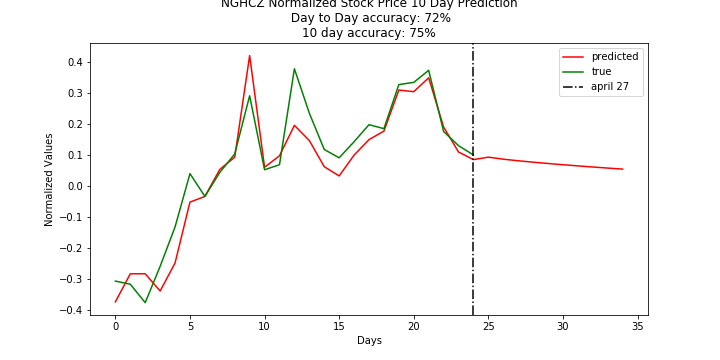 NGHCZ Normalized Stock Price 10 Day Prediction
Day to Day accuracy: 72%
10 day accuracy: 75%
predicted
true
april 27
Normalized Values
0.4
0.3
0.2
0.1
0.0
−0.1
−0.2
−0.3
−0.4
0 5 10 15 20 25 30 35
Days